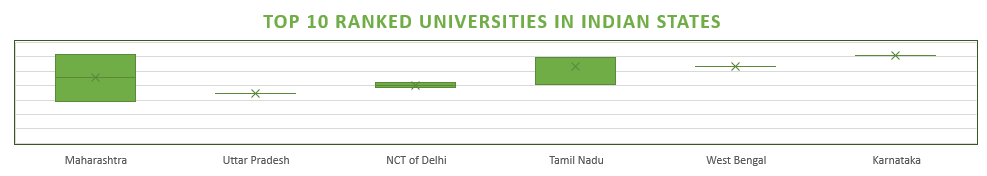 TOP 10 RANKED UNIVERSITIES IN INDIAN STATES
Maharashtra Uttar Pradesh NCT of Delhi Tamil Nadu West Bengal Karnataka